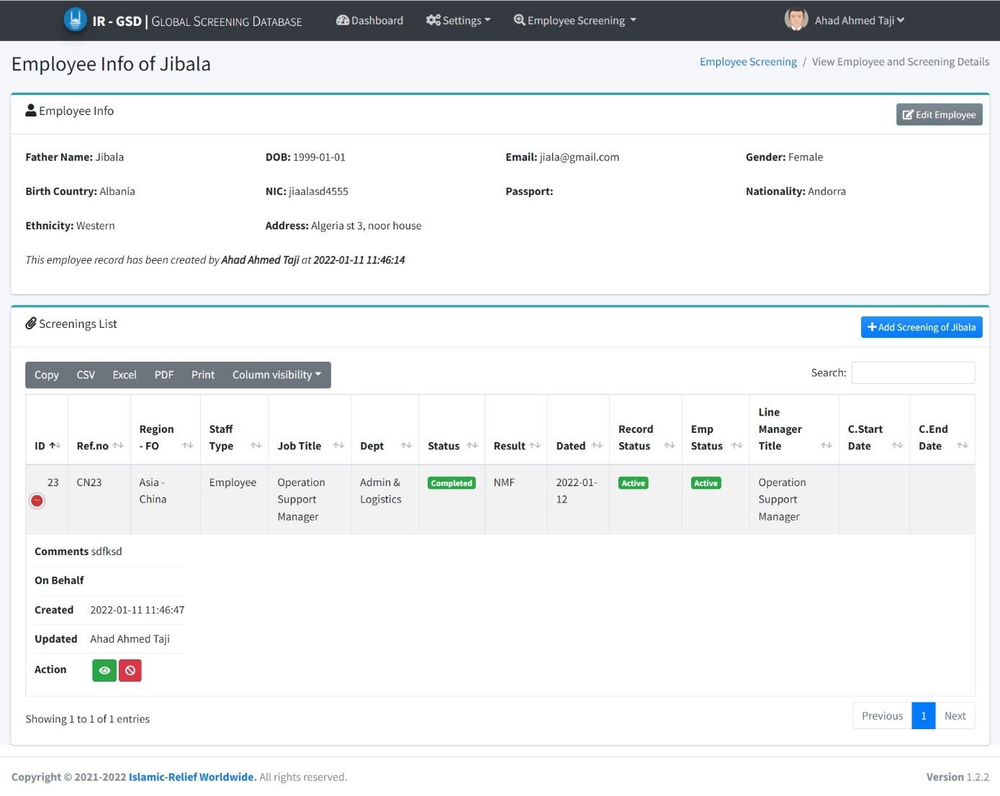 IR - GSD | GLOBAL SCREENING DATABASE
Dashboard
Settings
Employee Screening
Ahad Ahmed Taji
Employee Info of Jibala
Employee Screening / View Employee and Screening Details
Employee Info
Edit Employee
Father Name: Jibala
DOB: 1999-01-01
Email: jiala@gmail.com
Gender: Female
Birth Country: Albania
NIC: jiaalasd4555
Passport:
Nationality: Andorra
Ethnicity: Western
Address: Algeria st 3, noor house
This employee record has been created by Ahad Ahmed Taji at 2022-01-11 11:46:14
Screenings List
Add Screening of Jibala
Copy CSV Excel PDF Print Column visibility
Search:
ID
Ref.no
Region
- FO
Staff
Type
Job Title
Dept
Status
Result
Dated
Record
Status
Emp
Status
Line
Manager
Title
C.Start
Date
C.End
Date
23
CN23
Asia -
China
Employee
Operation
Support
Manager
Admin &
Logistics
Completed
NMF
2022-01-
12
Active
Active
Operation
Support
Manager
Comments sdfksd
On Behalf
Created 2022-01-11 11:46:47
Updated Ahad Ahmed Taji
Action
Showing 1 to 1 of 1 entries
Previous 1 Next
Copyright © 2021-2022 Islamic-Relief Worldwide. All rights reserved.
Version 1.2.2